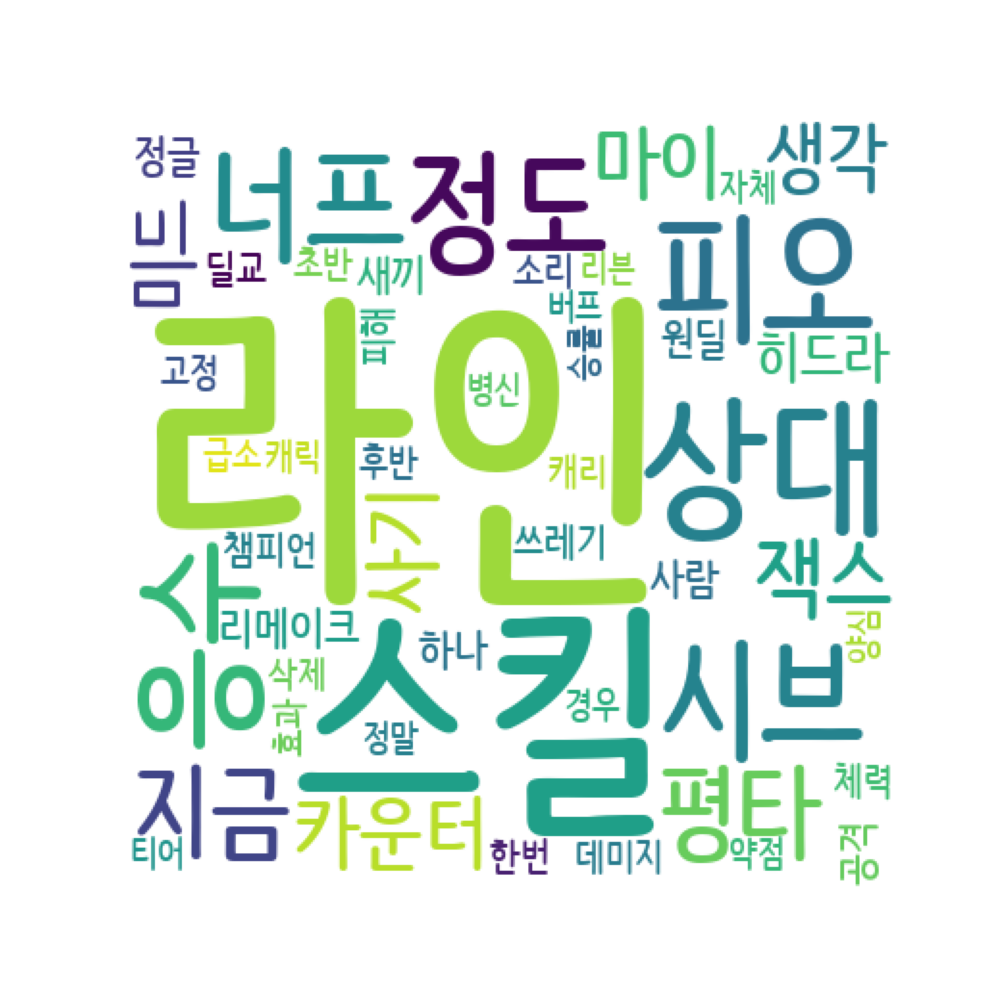 정글
너프
정도
마이
생각
자체
빔
딜교
초반
새끼
소리
리븐
피오
버프
피해
승률
원딜
히드라
고정
라인
병신
상대
급소
캐릭
후반
캐리
사기
챔피언
쓰레기
잭스
사람
슈
리메이크
하나
스킬
시브
양심
응
삭제
효과
정말
경우
지금
카운터
평타
체력
티어
한번
데미지
약점
공격